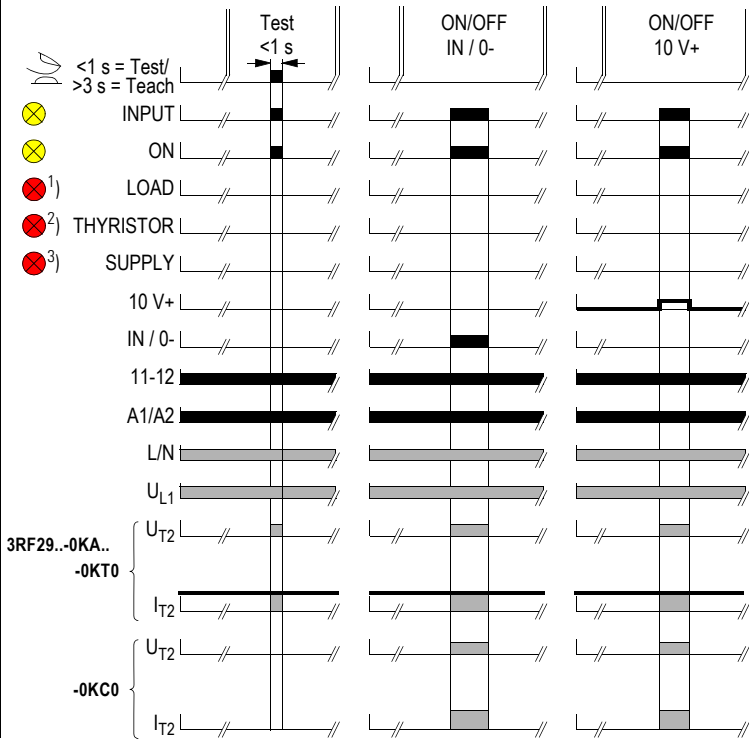 Test
<1 s
ON/OFF
IN / 0-
ON/OFF
10 V+
<1 s = Test/
>3 s = Teach
INPUT
ON
1) LOAD
2) THYRISTOR
3) SUPPLY
10 V+
IN / 0-
11-12
A1/A2
L/N
UL1
3RF29..-0KA..
-0KT0
UT2
IT2
-0KC0
UT2
IT2